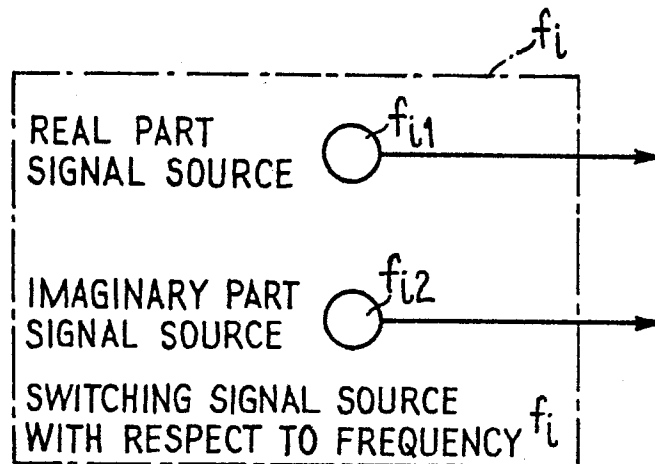 fi
REAL PART
SIGNAL SOURCE
fi1
IMAGINARY PART
SIGNAL SOURCE
fi2
SWITCHING SIGNAL SOURCE
WITH RESPECT TO FREQUENCY fi